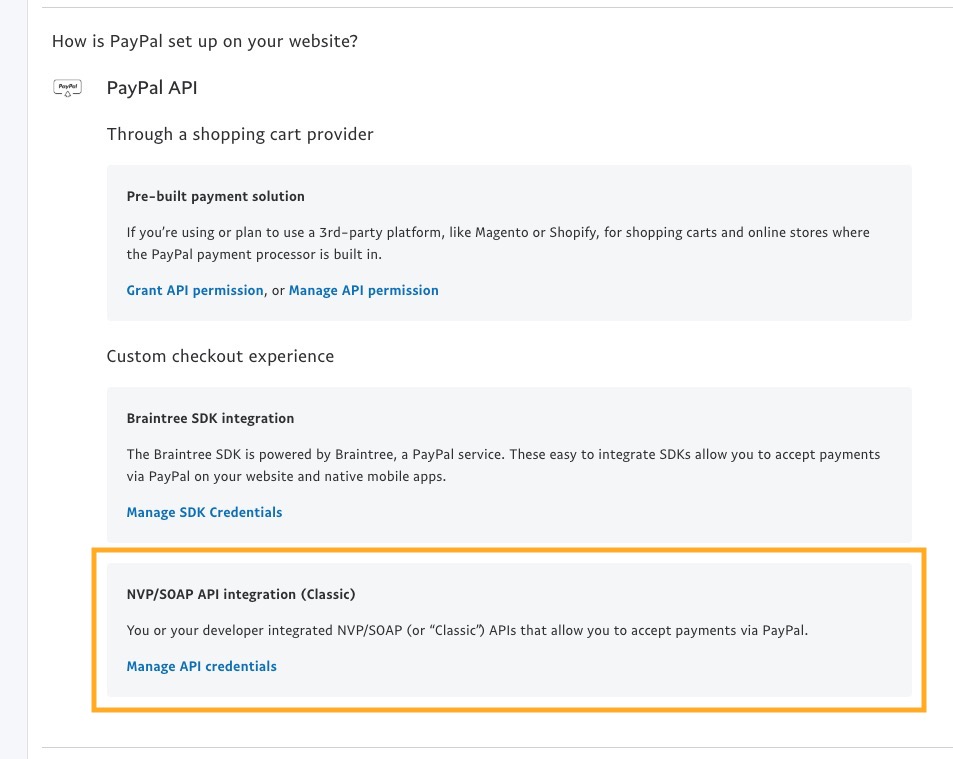 How is PayPal set up on your website?
PayPal
PayPal API
Through a shopping cart provider
Pre-built payment solution
If you’re using or plan to use a 3rd-party platform, like Magento or Shopify, for shopping carts and online stores where
the PayPal payment processor is built in.
Grant API permission, or Manage API permission
Custom checkout experience
Braintree SDK integration
The Braintree SDK is powered by Braintree, a PayPal service. These easy to integrate SDKs allow you to accept payments
via PayPal on your website and native mobile apps.
Manage SDK Credentials
NVP/SOAP API integration (Classic)
You or your developer integrated NVP/SOAP (or “Classic”) APIs that allow you to accept payments via PayPal.
Manage API credentials